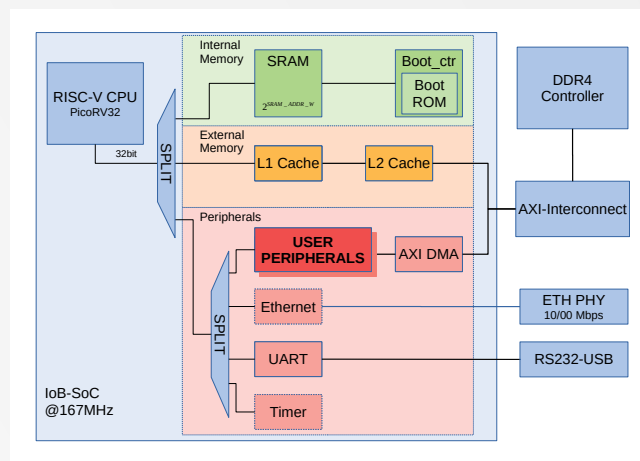 Internal
Memory
SRAM
2^SRAM_ADDR_W
Boot_ctr
Boot
ROM
RISC-V CPU
PicoRV32
32bit
SPLIT
External
Memory
L1 Cache
L2 Cache
DDR4
Controller
AXI-Interconnect
Peripherals
USER
PERIPHERALS
AXI DMA
SPLIT
Ethernet
ETH PHY
10/00 Mbps
UART
RS232-USB
Timer
IoB-SoC
@167MHz